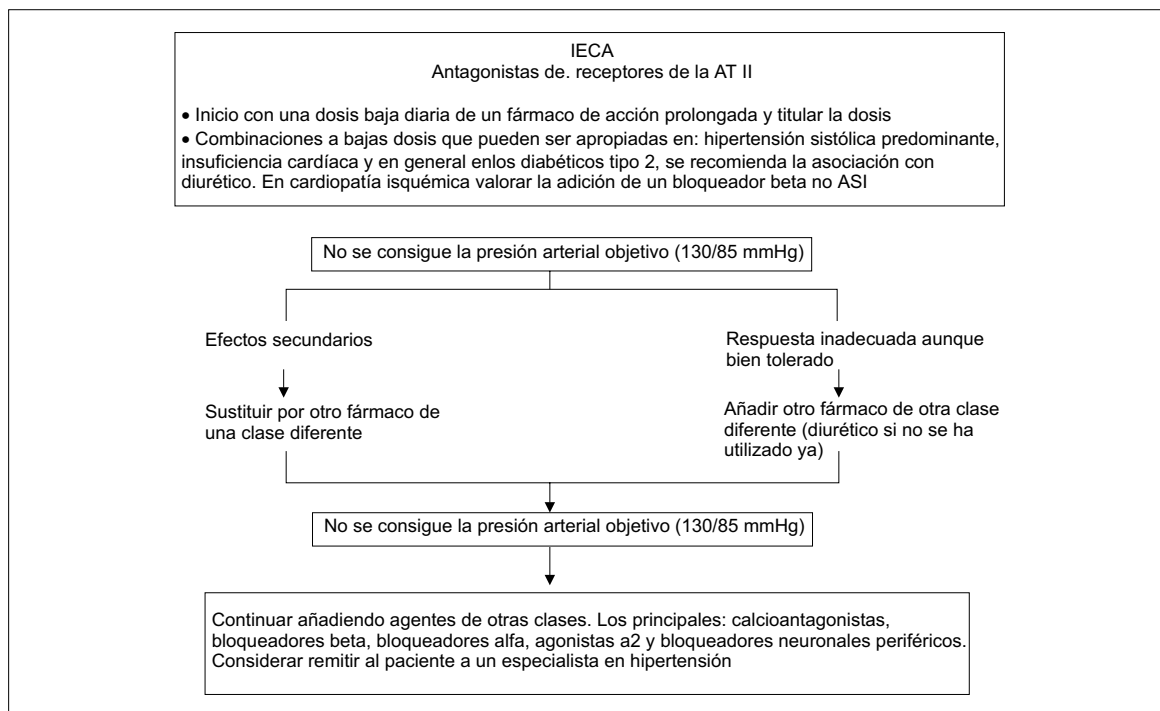 IECA
Antagonistas de. receptores de la AT II
• Inicio con una dosis baja diaria de un fármaco de acción prolongada y titular la dosis
• Combinaciones a bajas dosis que pueden ser apropiadas en: hipertensión sistólica predominante,
insuficiencia cardíaca y en general enlos diabéticos tipo 2, se recomienda la asociación con
diurético. En cardiopatía isquémica valorar la adición de un bloqueador beta no ASI
No se consigue la presión arterial objetivo (130/85 mmHg)
Efectos secundarios
Sustituir por otro fármaco de
una clase diferente
Respuesta inadecuada aunque
bien tolerado
Añadir otro fármaco de otra clase
diferente (diurético si no se ha
utilizado ya)
No se consigue la presión arterial objetivo (130/85 mmHg)
Continuar añadiendo agentes de otras clases. Los principales: calcioantagonistas,
bloqueadores beta, bloqueadores alfa, agonistas a2 y bloqueadores neuronales periféricos.
Considerar remitir al paciente a un especialista en hipertensión